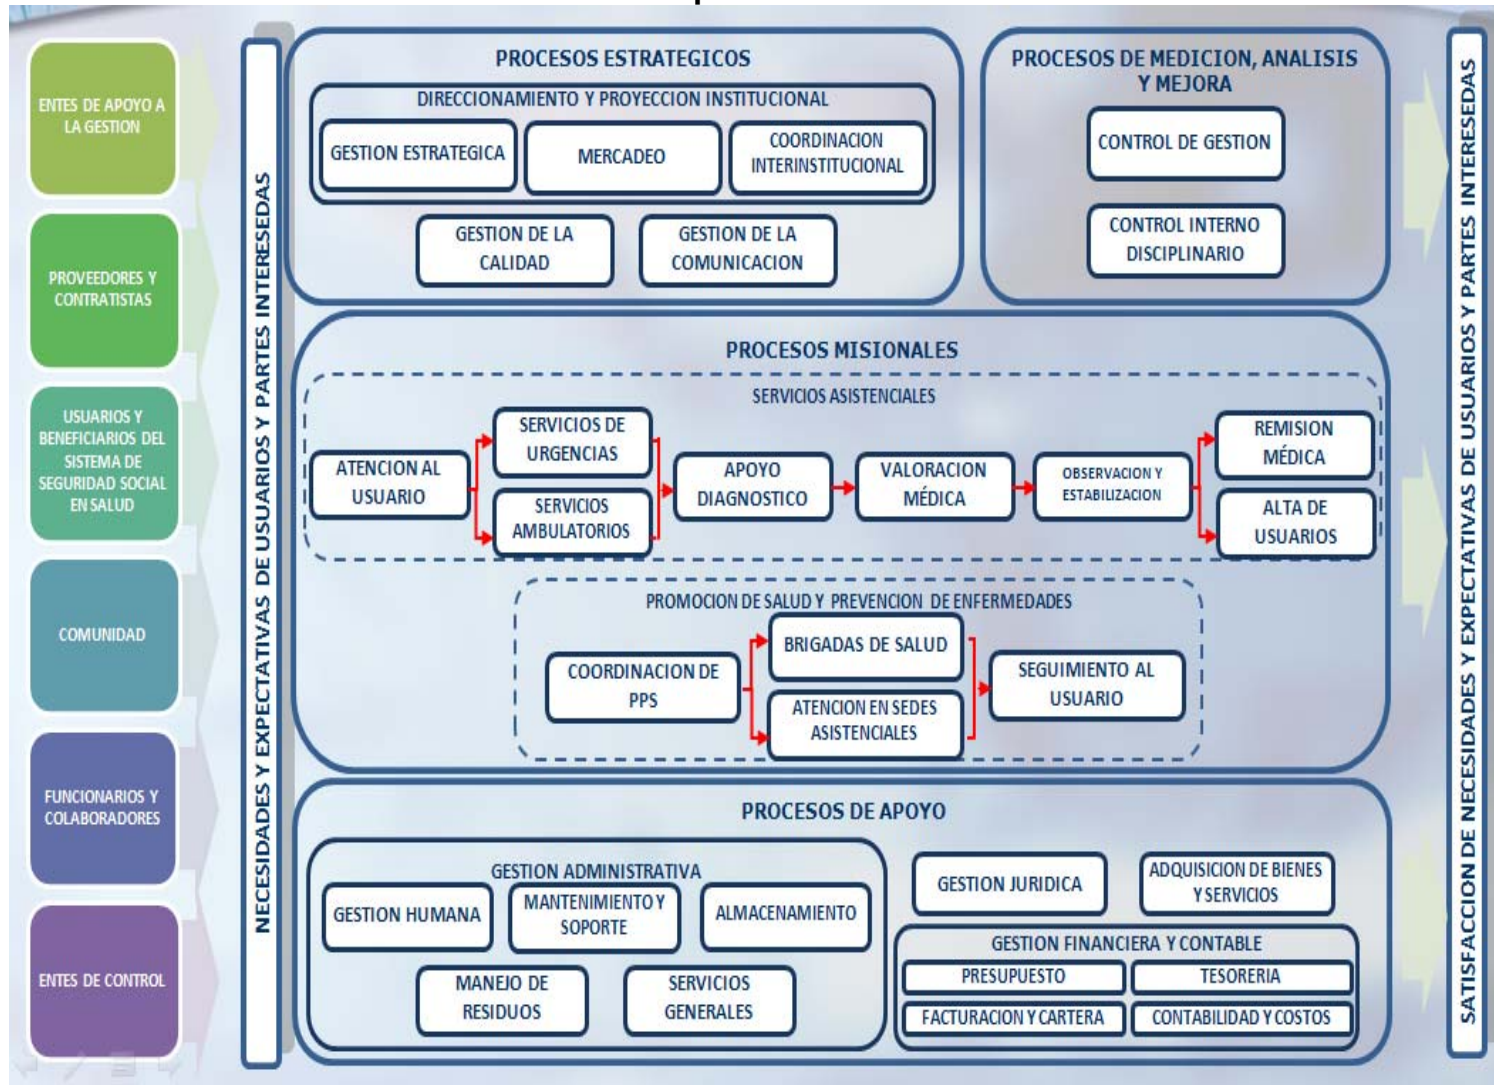 ENTES DE APOYO A
LA GESTION
PROVEEDORES Y
CONTRATISTAS
USUARIOS Y
BENEFICIARIOS DEL
SISTEMA DE
SEGURIDAD SOCIAL
EN SALUD
COMUNIDAD
FUNCIONARIOS Y
COLABORADORES
ENTES DE CONTROL
NECESIDADES Y EXPECTATIVAS DE USUARIOS Y PARTES INTERESEDAS
PROCESOS ESTRATEGICOS
DIRECCIONAMIENTO Y PROYECCION INSTITUCIONAL
GESTION ESTRATEGICA
MERCADEO
COORDINACION
INTERINSTITUCIONAL
GESTION DE LA
CALIDAD
GESTION DE LA
COMUNICACION
PROCESOS DE MEDICION, ANALISIS
Y MEJORA
CONTROL DE GESTION
CONTROL INTERNO
DISCIPLINARIO
PROCESOS MISIONALES
SERVICIOS ASISTENCIALES
ATENCION AL
USUARIO
SERVICIOS DE
URGENCIAS
SERVICIOS
AMBULATORIOS
APOYO
DIAGNOSTICO
VALORACION
MÉDICA
OBSERVACION Y
ESTABILIZACION
REMISION
MÉDICA
ALTA DE
USUARIOS
PROMOCION DE SALUD Y PREVENCION DE ENFERMEDADES
COORDINACION DE
PPS
BRIGADAS DE SALUD
ATENCION EN SEDES
ASISTENCIALES
SEGUIMIENTO AL
USUARIO
PROCESOS DE APOYO
GESTION ADMINISTRATIVA
GESTION HUMANA
MANTENIMIENTO Y
SOPORTE
ALMACENAMIENTO
MANEJO DE
RESIDUOS
SERVICIOS
GENERALES
GESTION JURIDICA
ADQUISICION DE BIENES
Y SERVICIOS
GESTION FINANCIERA Y CONTABLE
PRESUPUESTO
TESORERIA
FACTURACION Y CARTERA
CONTABILIDAD Y COSTOS
SATISFACCION DE NECESIDADES Y EXPECTATIVAS DE USUARIOS Y PARTES INTERESEDAS